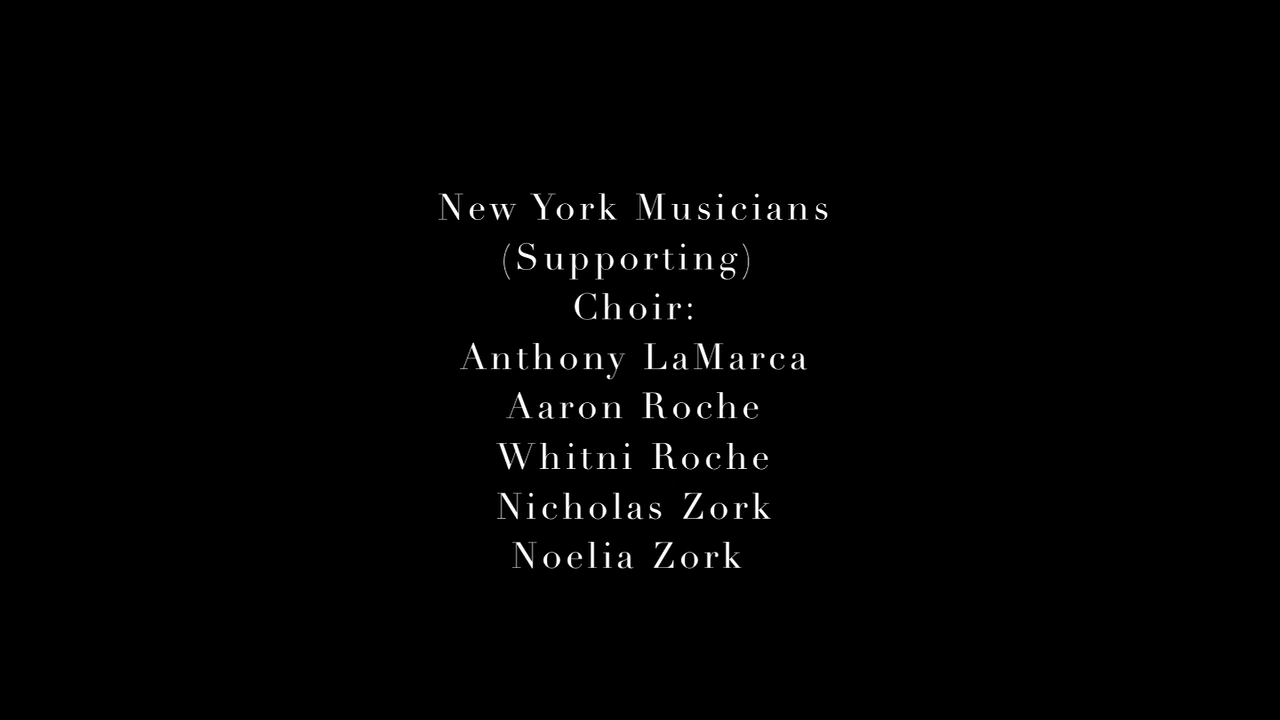 New York Musicians
(Supporting)
Choir:
Anthony LaMarca
Aaron Roche
Whitni Roche
Nicholas Zork
Noelia Zork